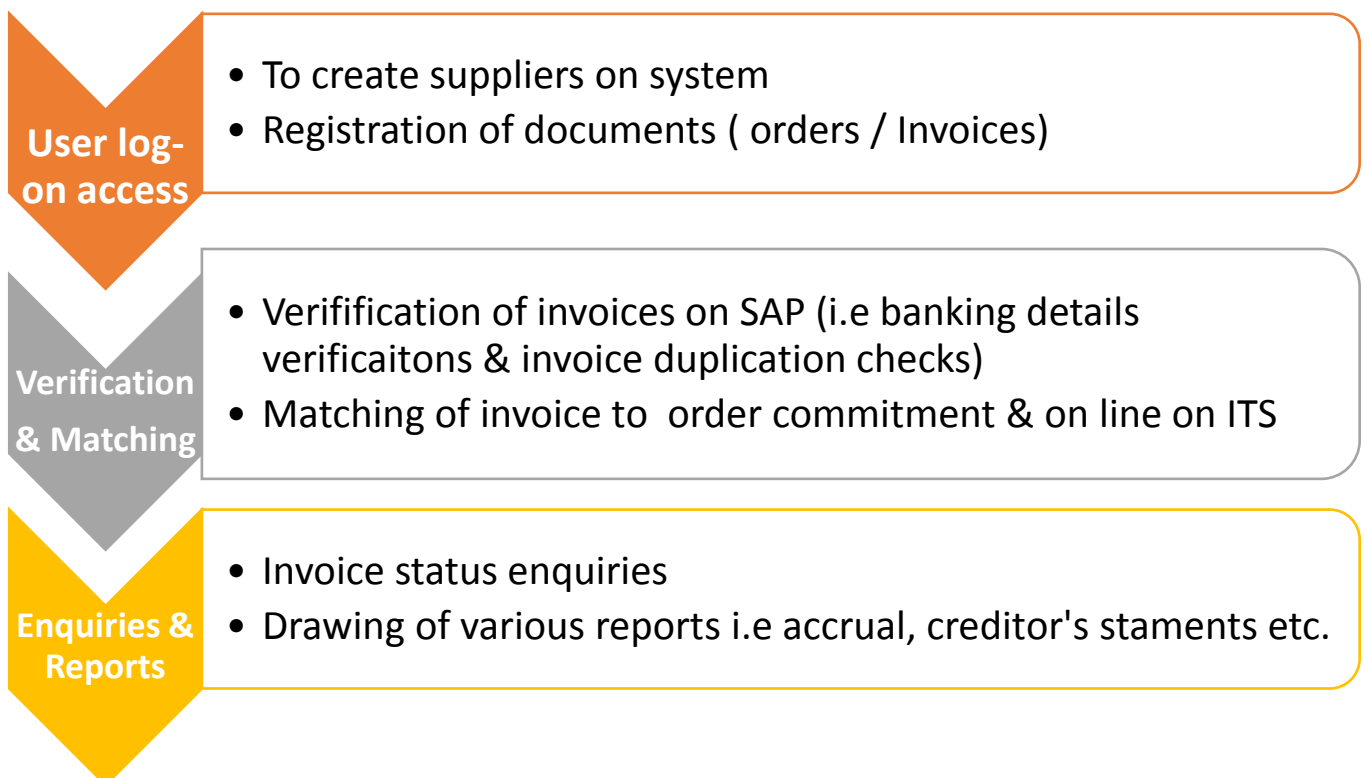 User log-
on access
• To create suppliers on system
• Registration of documents ( orders / Invoices)
Verification
& Matching
• Verifification of invoices on SAP (i.e banking details
verificaitons & invoice duplication checks)
• Matching of invoice to  order commitment & on line on ITS
Enquiries &
Reports
• Invoice status enquiries
• Drawing of various reports i.e accrual, creditor's staments etc.